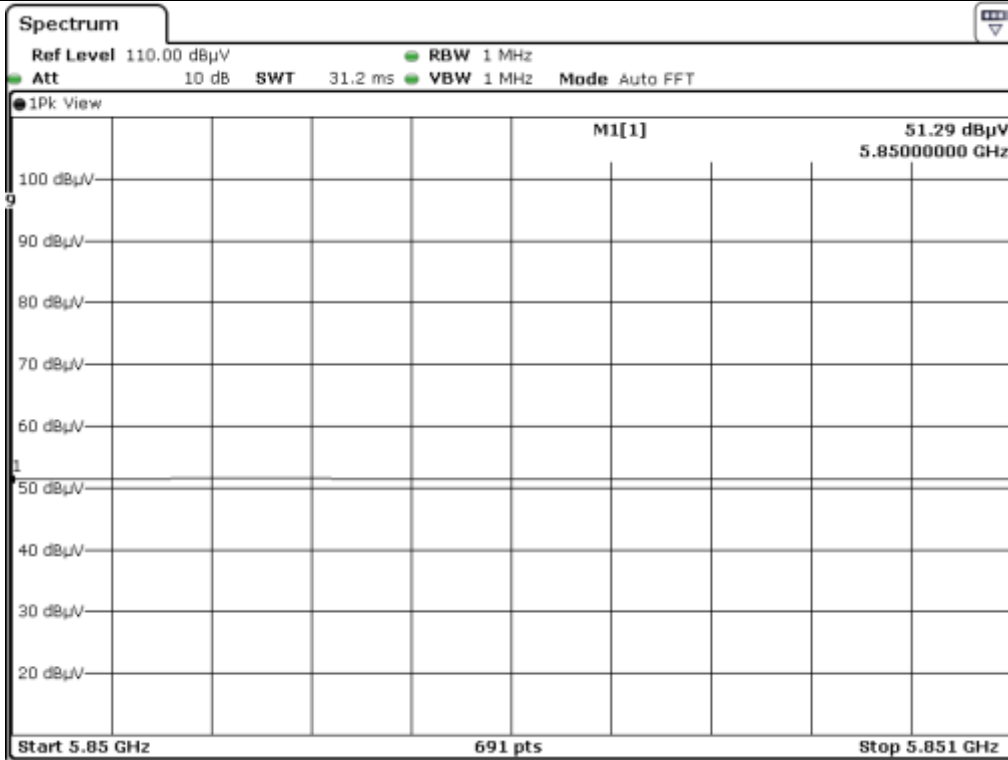 Spectrum
Ref Level 110.00 dBµV RBW 1 MHz
Att 10 dB SWT 31.2 ms VBW 1 MHz Mode Auto FFT
1Pk View
M1[1] 51.29 dBµV
5.85000000 GHz
100 dBµV
90 dBµV
80 dBµV
70 dBµV
60 dBµV
1
50 dBµV
40 dBµV
30 dBµV
20 dBµV
Start 5.85 GHz 691 pts Stop 5.851 GHz